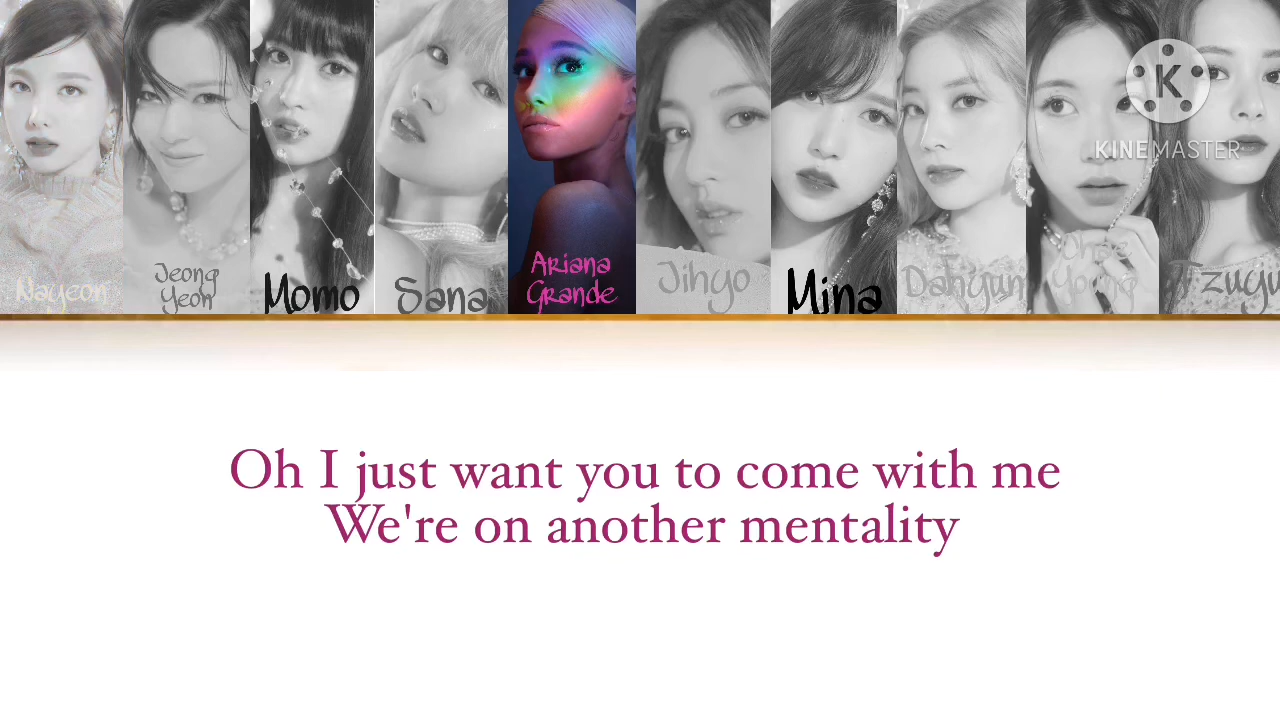 Nayeon
Jeong
Yeon
Momo
Sana
Ariana
Grande
Jihyo
Mina
Dahyun
Chae
Young
Tzuyu
K
KINEMASTER
Oh I just want you to come with me
We're on another mentality